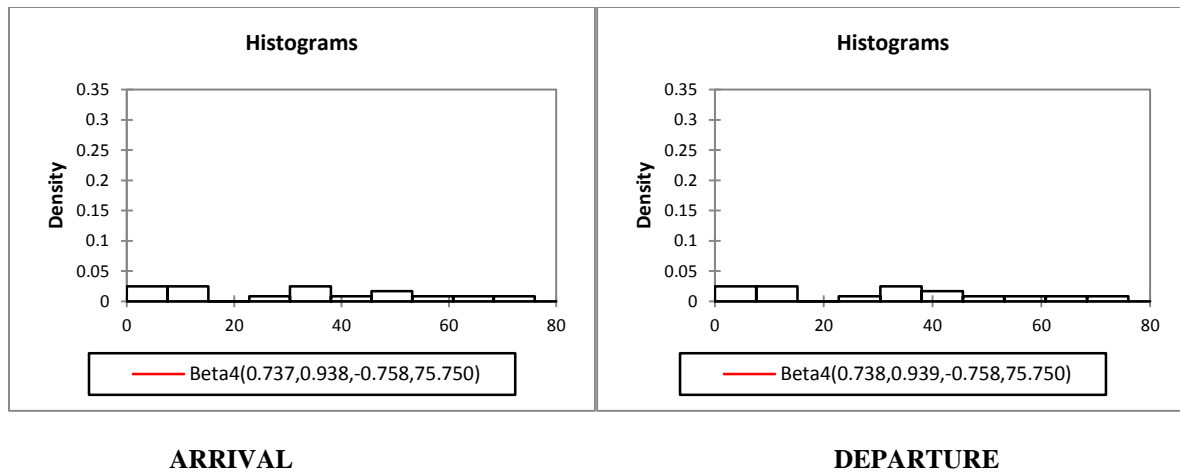 Histograms
0.35
0.3
0.25
0.2
0.15
0.1
0.05
0
Density
0 20 40 60 80
Beta4(0.737,0.938,-0.758,75.750)
Histograms
0.35
0.3
0.25
0.2
0.15
0.1
0.05
0
Density
0 20 40 60 80
Beta4(0.738,0.939,-0.758,75.750)
ARRIVAL
DEPARTURE